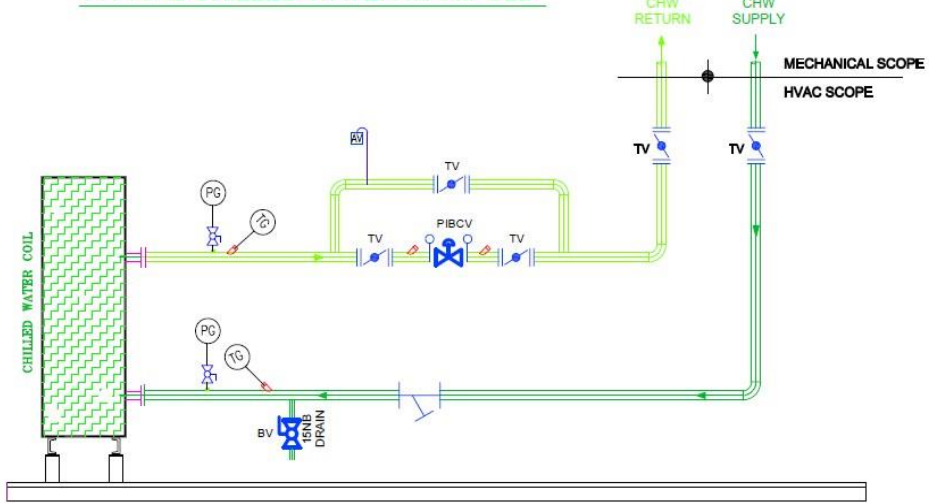 CHW
RETURN
CHW
SUPPLY
MECHANICAL SCOPE
HVAC SCOPE
TV
TV
AV
TV
PG
TG
PIBCV
TV
TV
CHILLED WATER COIL
PG
TG
BV
15NB
DRAIN